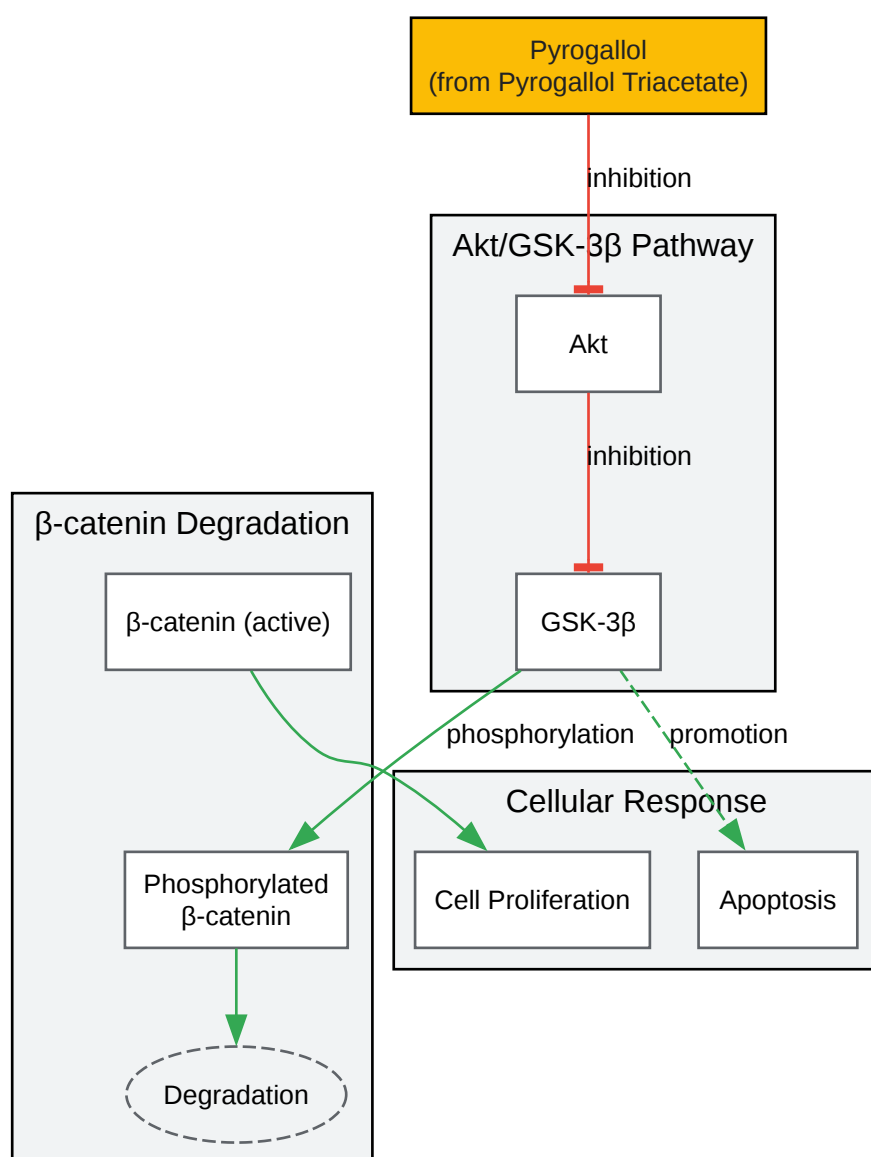 Pyrogallol
(from Pyrogallol Triacetate)
inhibition
Akt/GSK-3β Pathway
Akt
inhibition
β-catenin Degradation
β-catenin (active)
GSK-3β
phosphorylation
promotion
Cellular Response
Phosphorylated
β-catenin
Cell Proliferation
Apoptosis
Degradation